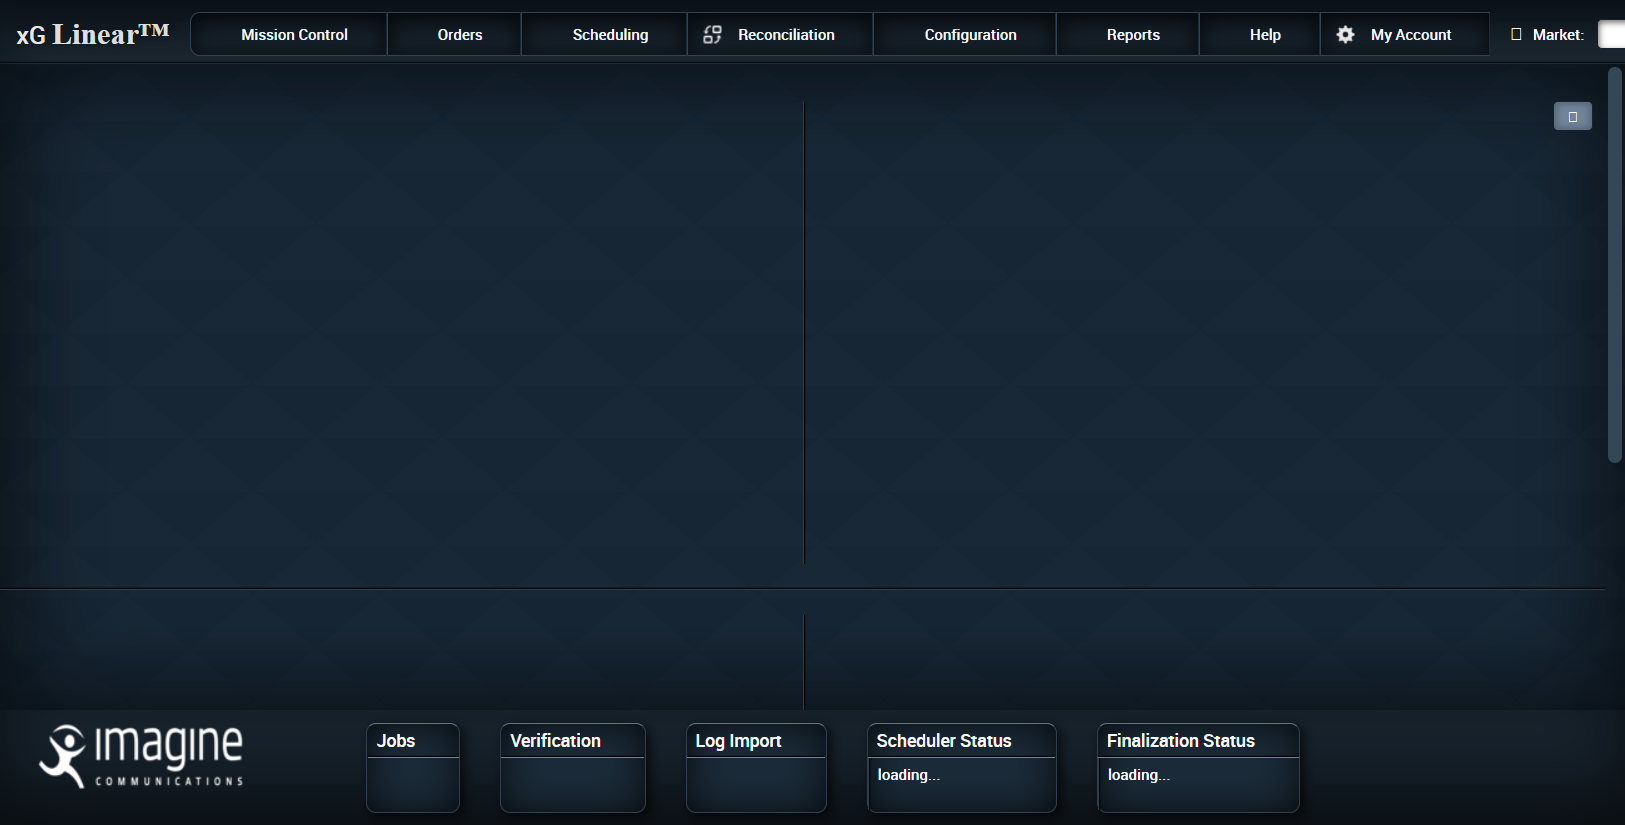 xG Linear™
Mission Control
Orders
Scheduling
Reconciliation
Configuration
Reports
Help
My Account
Market:
imagine
COMMUNICATIONS
Jobs
Verification
Log Import
Scheduler Status
loading...
Finalization Status
loading...